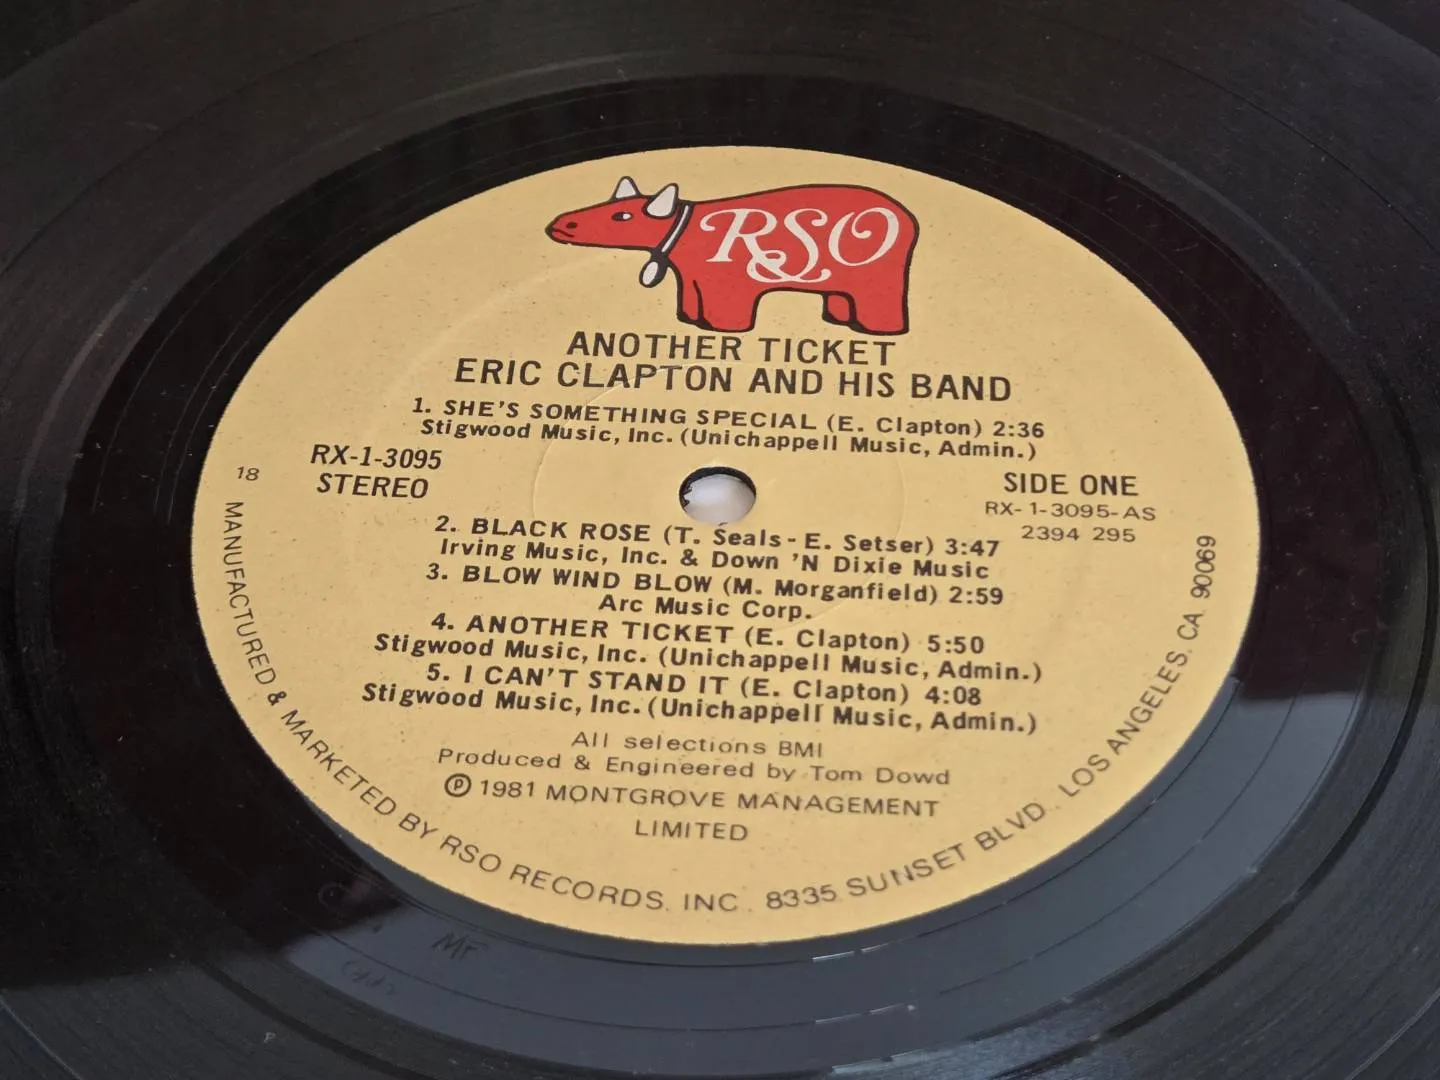 RSO
ANOTHER TICKET
ERIC CLAPTON AND HIS BAND
1. SHE'S SOMETHING SPECIAL (E. Clapton) 2:36
Stigwood Music, Inc. (Unichappell Music, Admin.)
RX-1-3095
STEREO
18
SIDE ONE
RX-1-3095-AS
2394 295
2. BLACK ROSE (T. Seals-E. Setser) 3:47
Irving Music, Inc. & Down 'N Dixie Music
3. BLOW WIND BLOW (M. Morganfield) 2:59
Arc Music Corp.
4. ANOTHER TICKET (E. Clapton) 5:50
Stigwood Music, Inc. (Unichappell Music, Admin.)
5. I CAN'T STAND IT (E. Clapton) 4:08
Stigwood Music, Inc. (Unichappell Music, Admin.)
All selections BMI
Produced & Engineered by Tom Dowd
℗ 1981 MONTGROVE MANAGEMENT
LIMITED
MANUFACTURED & MARKETED BY RSO RECORDS, INC. 8335 SUNSET BLVD., LOS ANGELES, CA. 90069